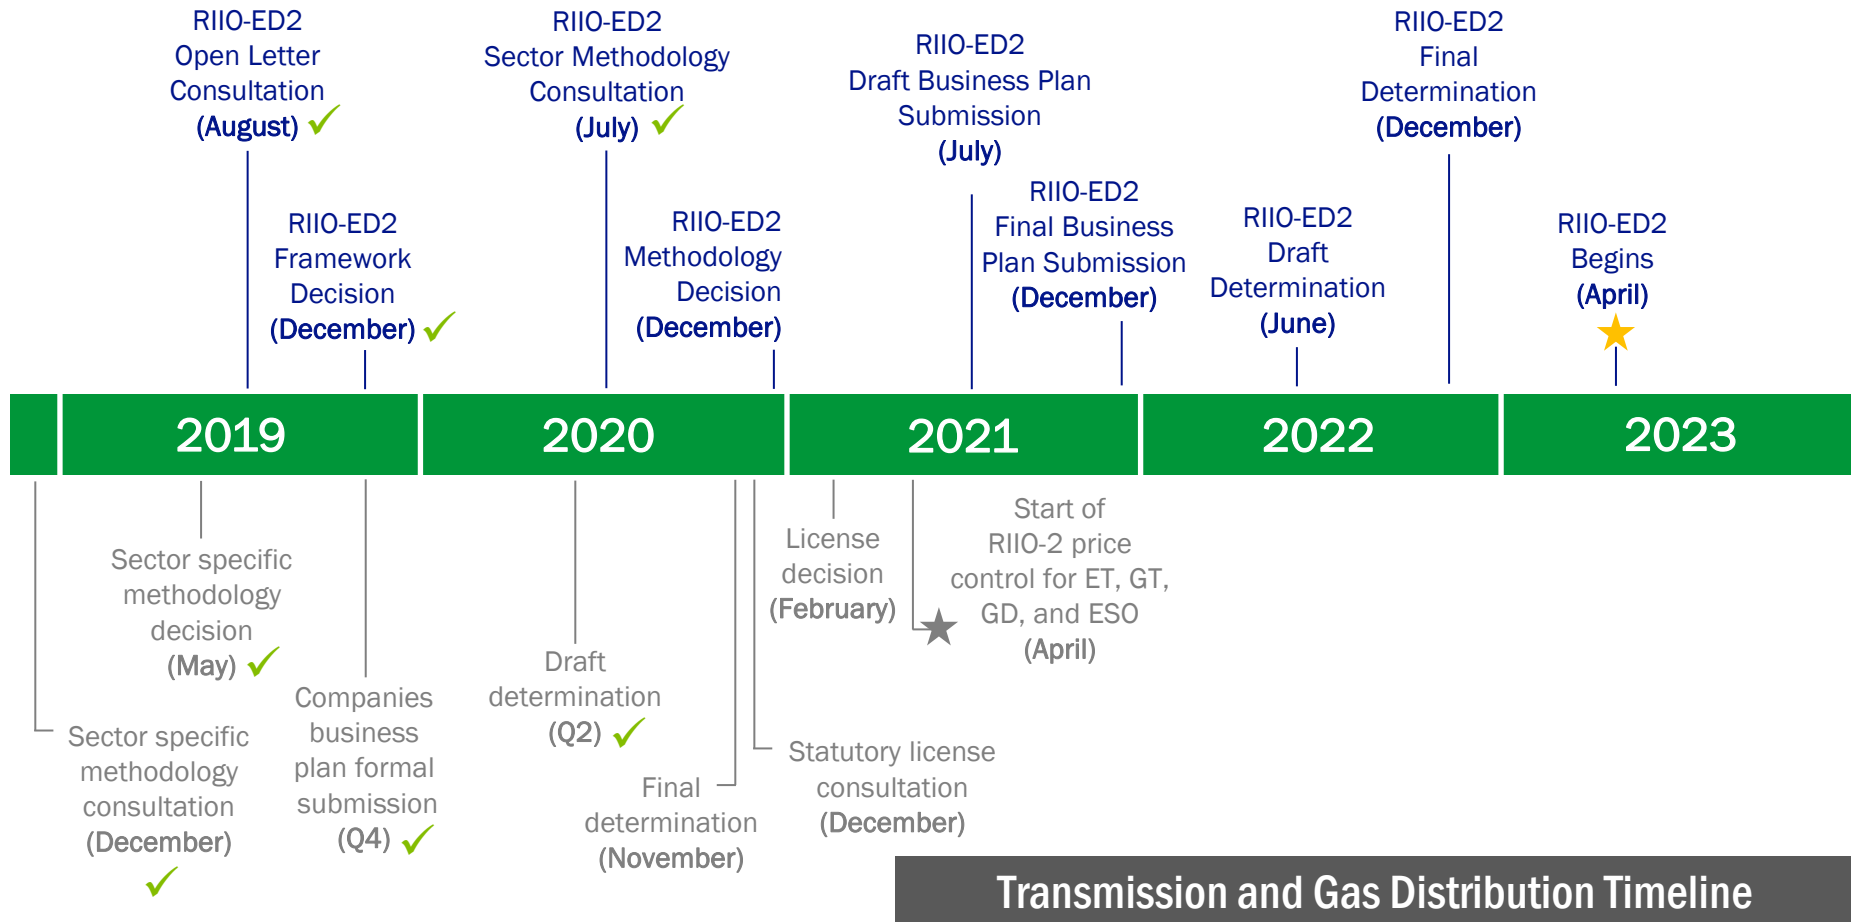 RIIO-ED2
Open Letter
Consultation
(August)
RIIO-ED2
Framework
Decision
(December)
RIIO-ED2
Sector Methodology
Consultation
(July)
RIIO-ED2
Methodology
Decision
(December)
RIIO-ED2
Draft Business Plan
Submission
(July)
RIIO-ED2
Final Business
Plan Submission
(December)
RIIO-ED2
Draft
Determination
(June)
RIIO-ED2
Final
Determination
(December)
RIIO-ED2
Begins
(April)
2019
2020
2021
2022
2023
Sector specific
methodology
consultation
(December)
Sector specific
methodology
decision
(May)
Companies
business
plan formal
submission
(Q4)
Draft
determination
(Q2)
Final
determination
(November)
Statutory license
consultation
(December)
License
decision
(February)
Start of
RIIO-2 price
control for ET, GT,
GD, and ESO
(April)
Transmission and Gas Distribution Timeline